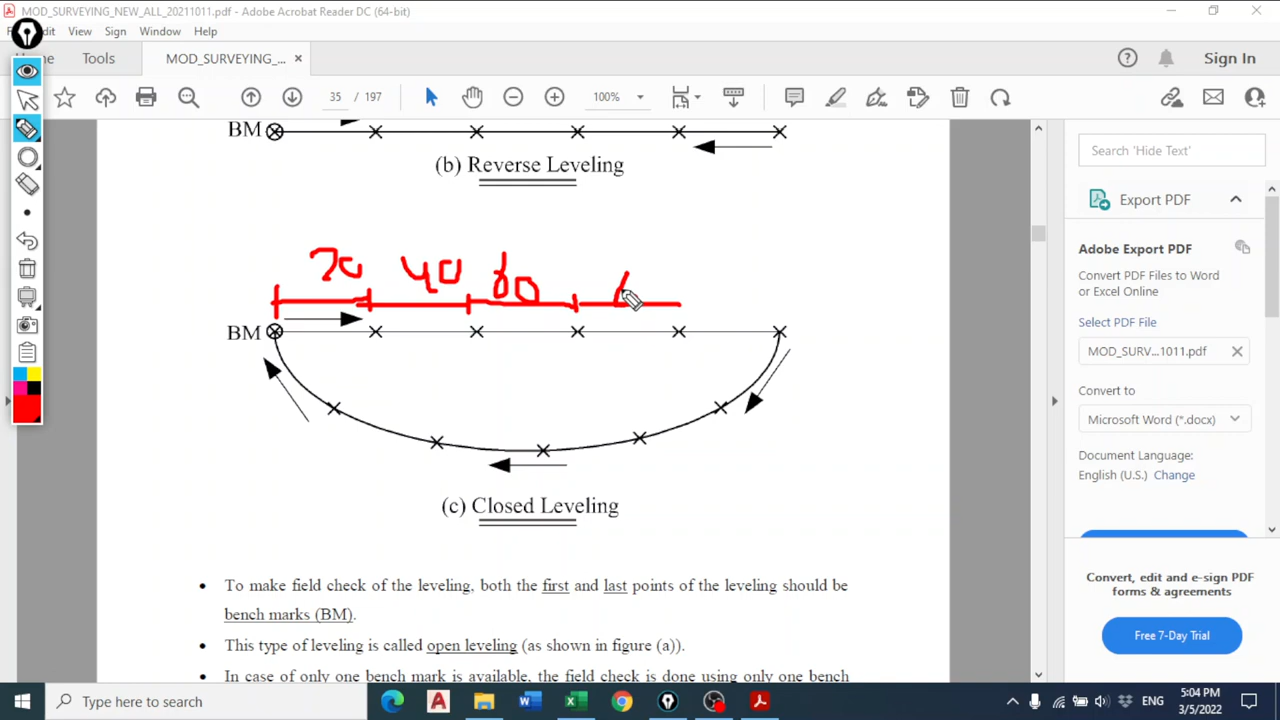 MOD_SURVEYING_NEW_ALL_20211011.pdf - Adobe Acrobat Reader DC (64-bit)
View Sign Window Help
Tools MOD_SURVEYING_... Sign In
35 / 197 100%
BM
(b) Reverse Leveling
40
BM
(c) Closed Leveling
• To make field check of the leveling, both the first and last points of the leveling should be
bench marks (BM).
• This type of leveling is called open leveling (as shown in figure (a)).
• In case of only one bench mark is available, the field check is done using only one bench
Search 'Hide Text'
Export PDF
Adobe Export PDF
Convert PDF Files to Word
or Excel Online
Select PDF File
MOD_SURV...1011.pdf
Convert to
Microsoft Word (*.docx)
Document Language:
English (U.S.) Change
Convert, edit and e-sign PDF
forms & agreements
Free 7-Day Trial
Type here to search
ENG
5:04 PM
3/5/2022